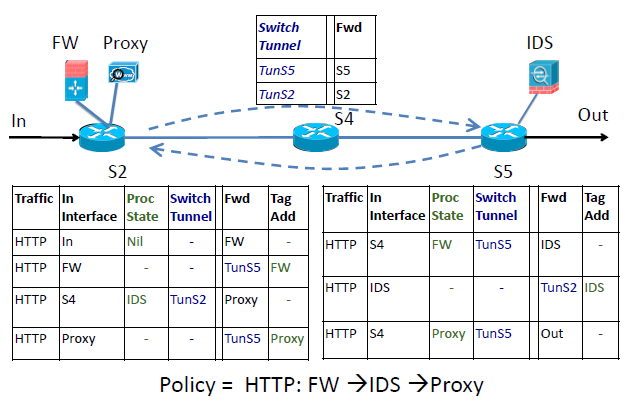 FW Proxy
Switch Tunnel Fwd
TunS5 S5
TunS2 S2
IDS
In
S4
Out
S2
S5
Traffic In Interface Proc State Switch Tunnel Fwd Tag Add
HTTP In Nil - FW -
HTTP FW - - TunS5 FW
HTTP S4 IDS TunS2 Proxy -
HTTP Proxy - - TunS5 Proxy
Traffic In Interface Proc State Switch Tunnel Fwd Tag Add
HTTP S4 FW TunS5 IDS -
HTTP IDS - - TunS2 IDS
HTTP S4 Proxy TunS5 Out -
Policy = HTTP: FW →IDS →Proxy